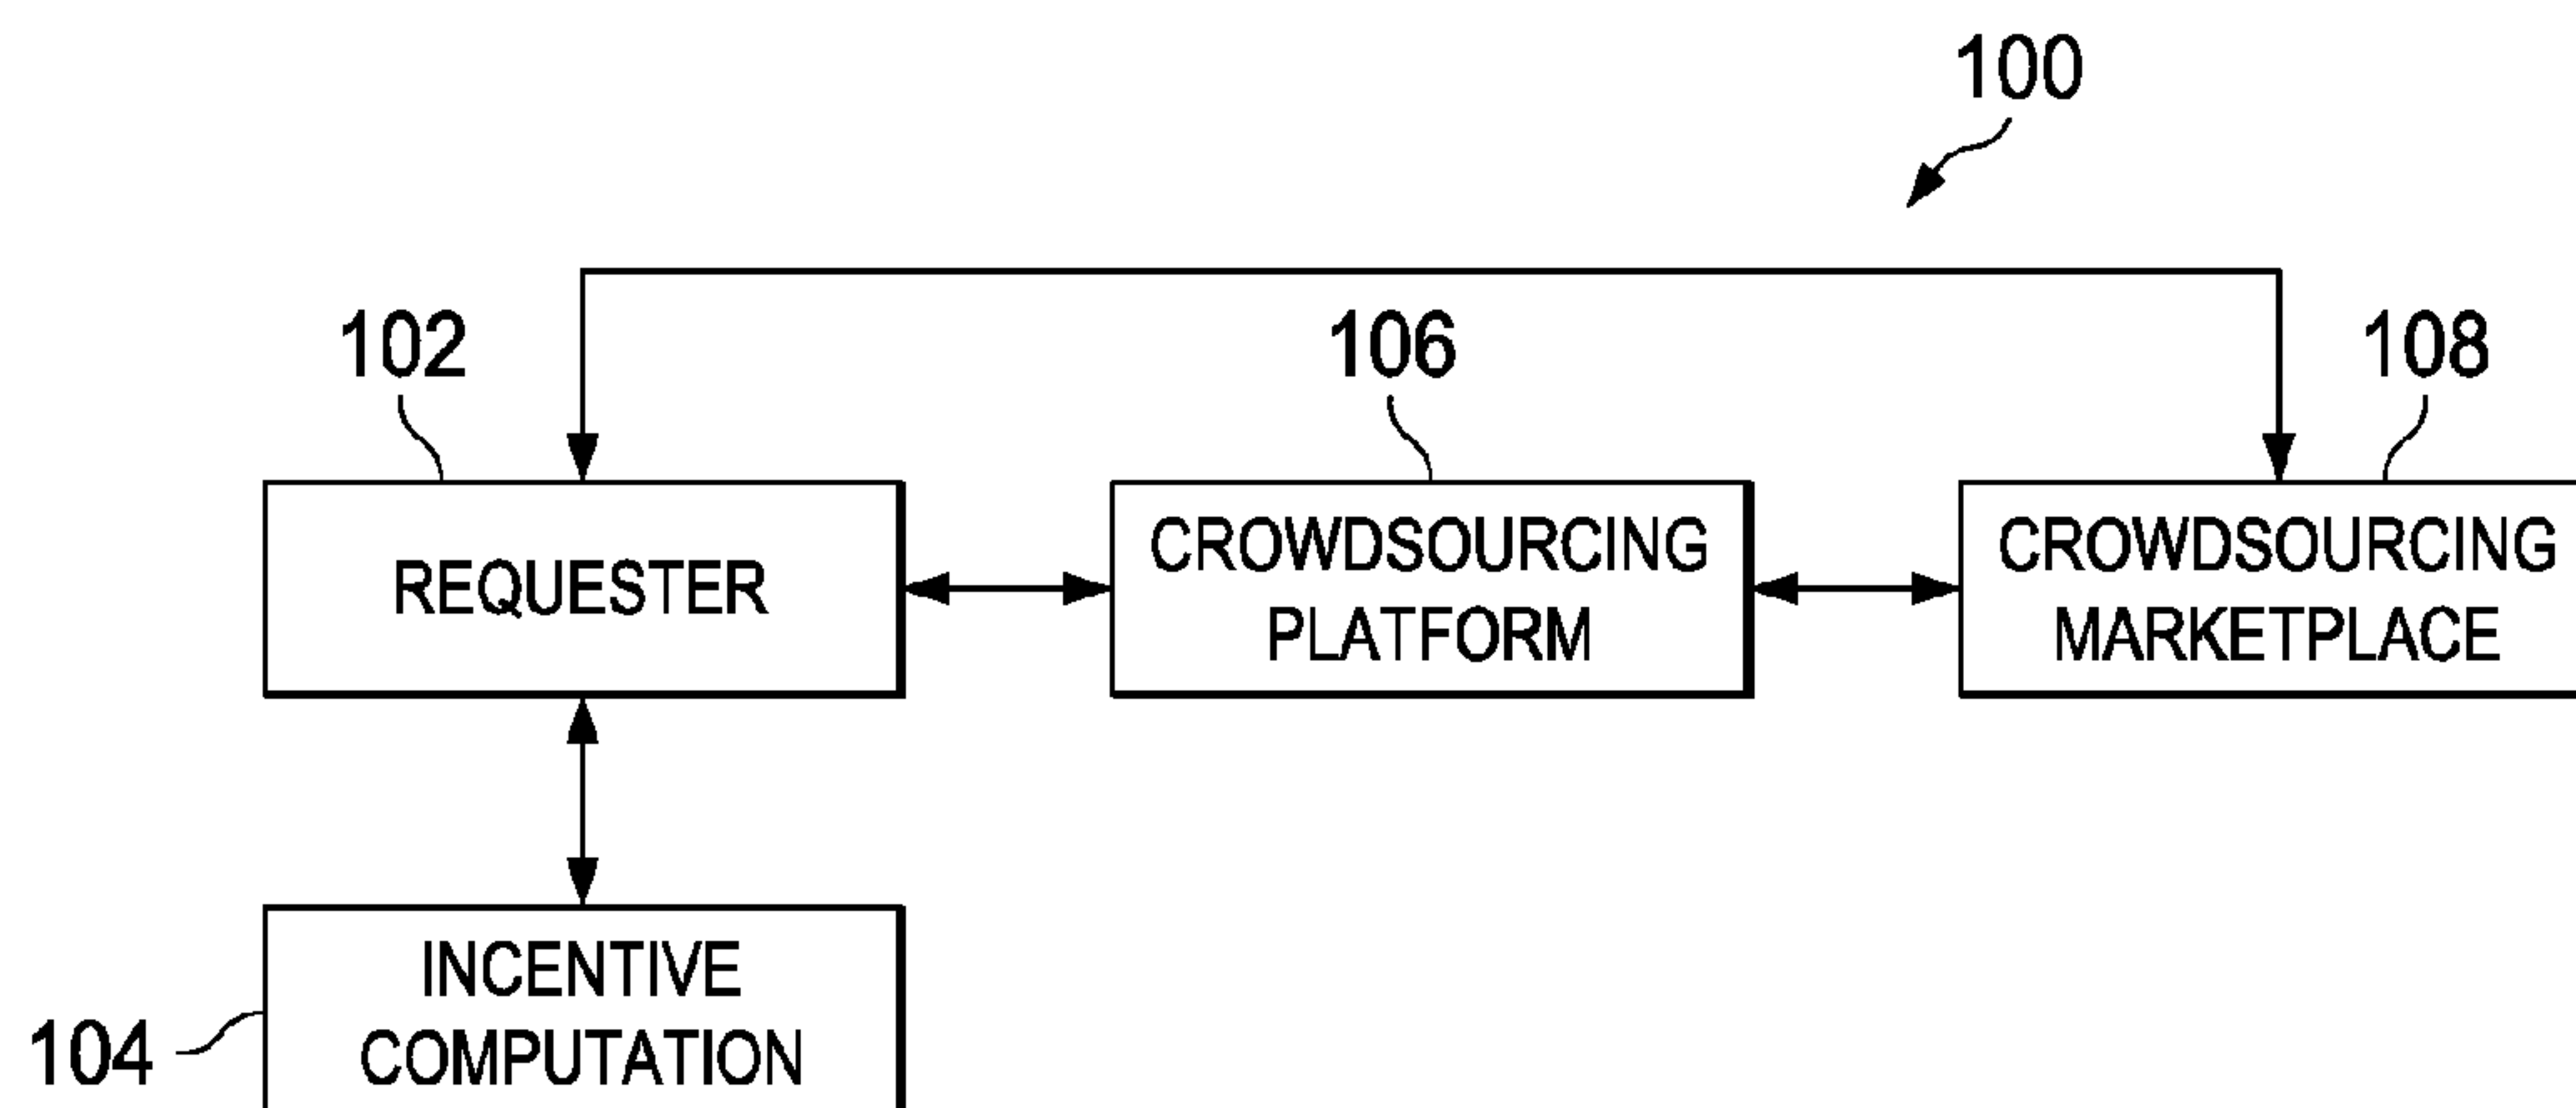 100
102
106
108
REQUESTER
CROWDSOURCING
PLATFORM
CROWDSOURCING
MARKETPLACE
INCENTIVE
COMPUTATION
104